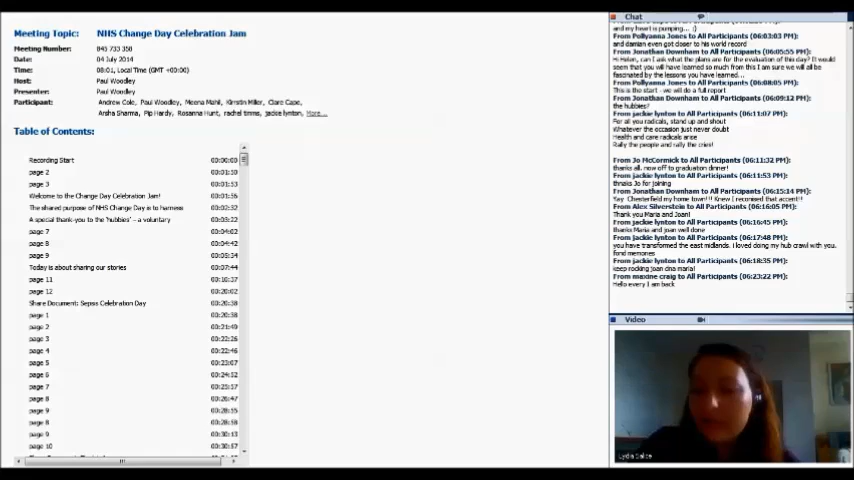 Meeting Topic: NHS Change Day Celebration Jam
Meeting Number: 845 733 358
Date: 04 July 2014
Time: 08:01, Local Time (GMT +00:00)
Host: Paul Woodley
Presenter: Paul Woodley
Participant: Andrew Cole, Paul Woodley, Meena Mahil, Kirrstin Miller, Clare Cape,
Arsha Sharma, Pip Hardy, Rosanna Hunt, rachel timms, jackie lynton, More...
Table of Contents:
Recording Start 00:00:00
page 2 00:01:50
page 3 00:01:53
Welcome to the Change Day Celebration Jam! 00:01:56
The shared purpose of NHS Change Day is to harness 00:02:32
A special thank-you to the 'hubbies' – a voluntary 00:03:22
page 7 00:04:02
page 8 00:04:42
page 9 00:05:34
Today is about sharing our stories 00:07:44
page 11 00:10:37
page 12 00:20:02
Share Document: Sepsis Celebration Day 00:20:38
page 1 00:20:38
page 2 00:21:49
page 3 00:22:26
page 4 00:22:46
page 5 00:23:07
page 6 00:24:52
page 7 00:25:57
page 8 00:26:47
page 9 00:28:55
page 8 00:28:58
page 9 00:30:13
page 10 00:30:57
Chat
and my heart is pumping... :)
From Pollyanna Jones to All Participants (06:03:03 PM):
and damian even got closer to his world record
From Jonathan Downham to All Participants (06:05:55 PM):
Hi Helen, can I ask what the plans are for the evaluation of this day? It would
seem that you will have learned so much from this I am sure we will all be
fascinated by the lessons you have learned...
From Pollyanna Jones to All Participants (06:08:05 PM):
This is the start - we will do a full report
From Jonathan Downham to All Participants (06:09:12 PM):
the hubbies!
From jackie lynton to All Participants (06:11:07 PM):
For all you radicals, stand up and shout
Whatever the occasion just never doubt
Health and care radicals arise
Rally the people and rally the cries!
From Jo McCormick to All Participants (06:11:32 PM):
thanks all, now off to graduation dinner!
From jackie lynton to All Participants (06:11:53 PM):
thnaks Jo for joining
From Jonathan Downham to All Participants (06:15:14 PM):
Yay Chesterfield my home town!!! Knew I reconised that accent!!
From Alex Silverstein to All Participants (06:16:05 PM):
Thank you Maria and Joan!
From jackie lynton to All Participants (06:16:45 PM):
thanks Maria and joan well done
From jackie lynton to All Participants (06:17:48 PM):
you have transformed the east midlands. I loved doing my hub crawl with you.
fond memories
From jackie lynton to All Participants (06:18:35 PM):
keep rocking joan dna maria!
From maxine craig to All Participants (06:23:22 PM):
Hello every I am back
Video
Lydia